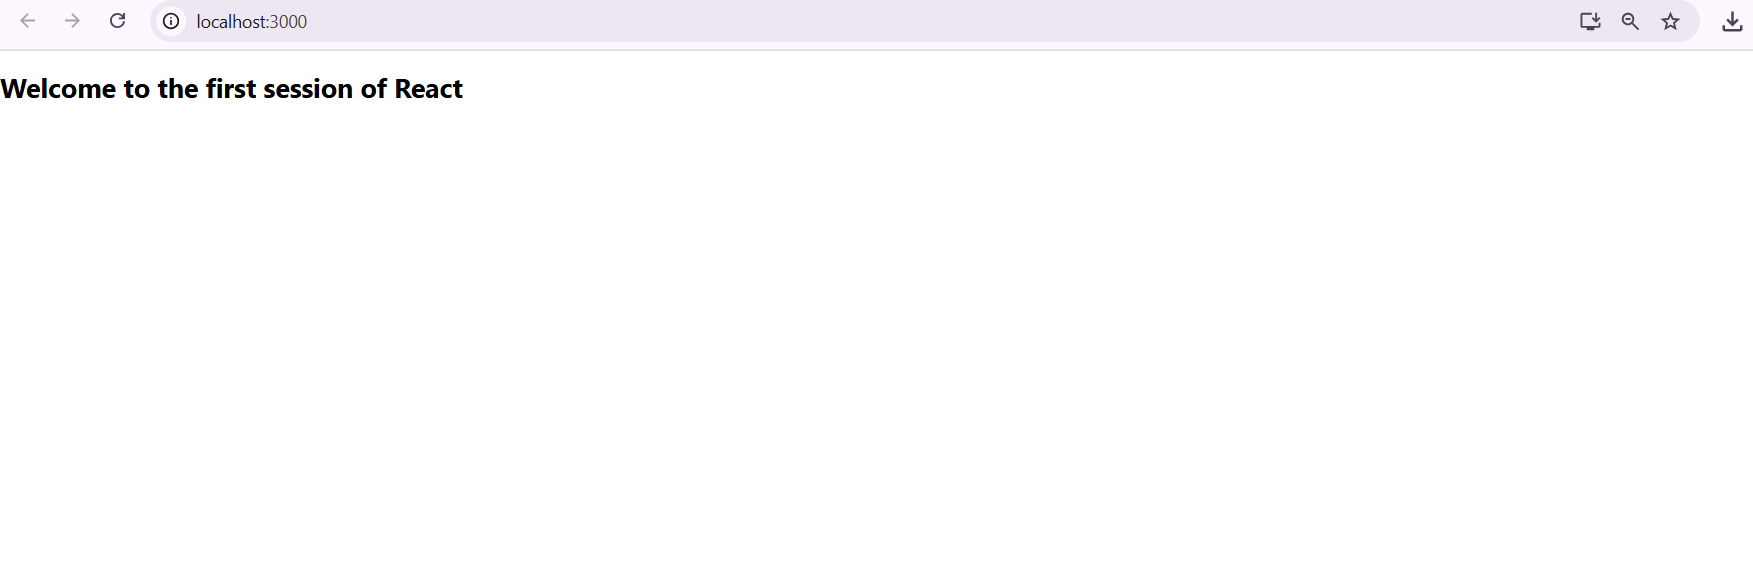 localhost:3000
Welcome to the first session of React